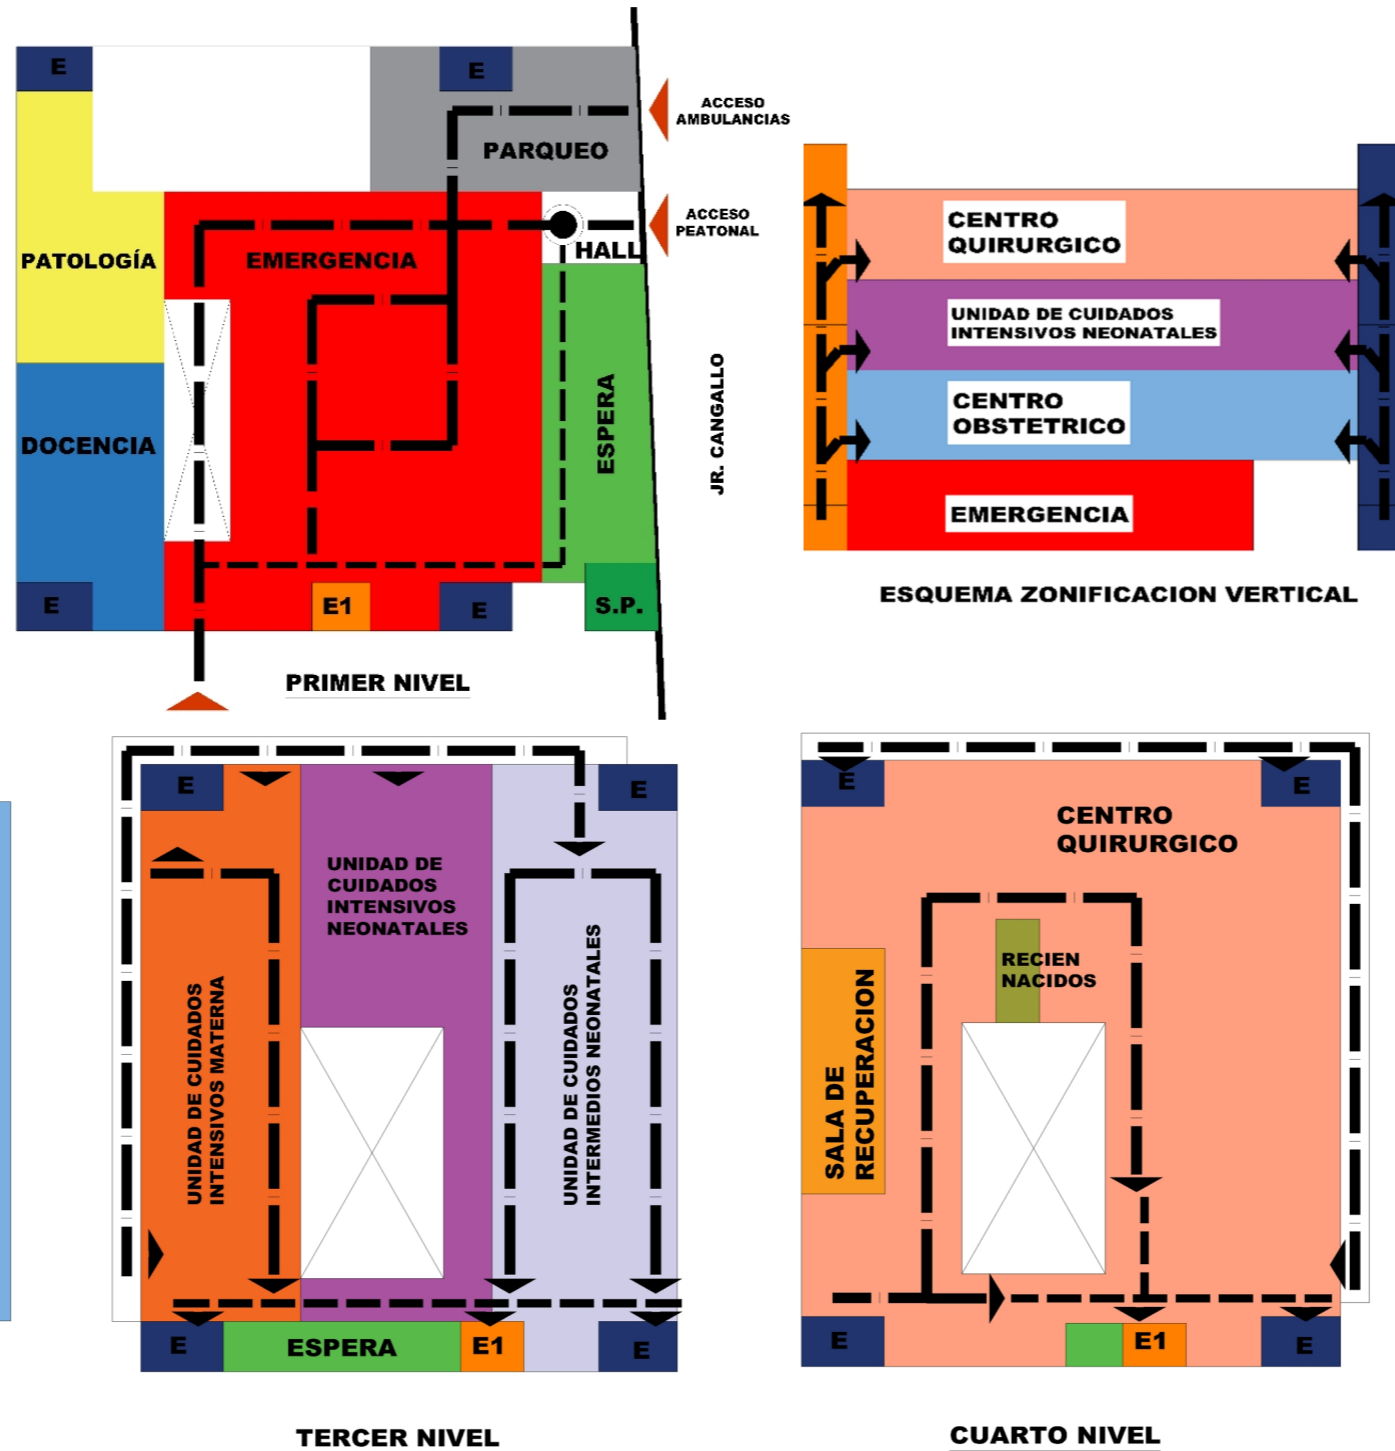 E
E
ACCESO
AMBULANCIAS
PARQUEO
ACCESO
PEATONAL
HALL
PATOLOGÍA
EMERGENCIA
DOCENCIA
ESPERA
JR. CANGALLO
E
E1
E
S.P.
PRIMER NIVEL
CENTRO
QUIRURGICO
UNIDAD DE CUIDADOS
INTENSIVOS NEONATALES
CENTRO
OBSTETRICO
EMERGENCIA
ESQUEMA ZONIFICACION VERTICAL
E
E
UNIDAD DE
CUIDADOS
INTENSIVOS
NEONATALES
UNIDAD DE CUIDADOS
INTENSIVOS MATERNA
UNIDAD DE CUIDADOS
INTERMEDIOS NEONATALES
E
ESPERA
E1
E
TERCER NIVEL
E
E
CENTRO
QUIRURGICO
RECIEN
NACIDOS
SALA DE
RECUPERACION
E
E1
E
CUARTO NIVEL